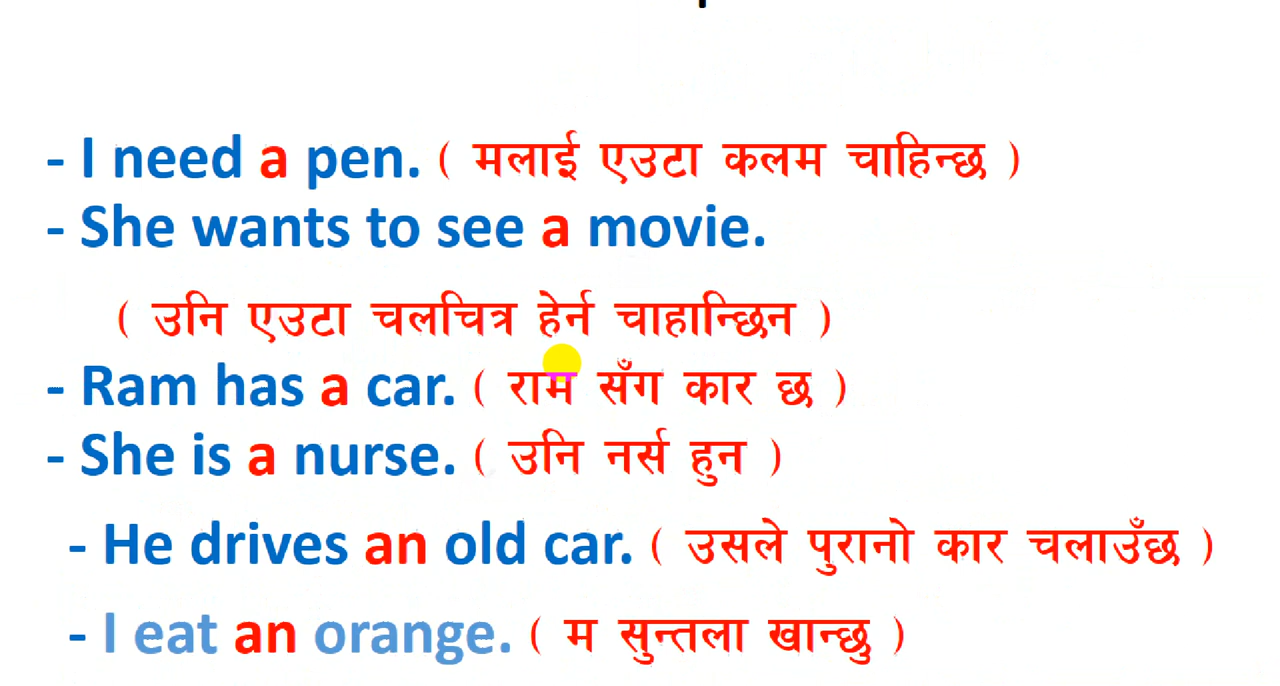 - I need a pen. ( मलाई एउटा कलम चाहिन्छ )
- She wants to see a movie.
( उनि एउटा चलचित्र हेर्न चाहान्छिन )
- Ram has a car. ( राम सँग कार छ )
- She is a nurse. ( उनि नर्स हुन )
- He drives an old car. ( उसले पुरानो कार चलाउँछ )
- I eat an orange. ( म सुन्तला खान्छु )